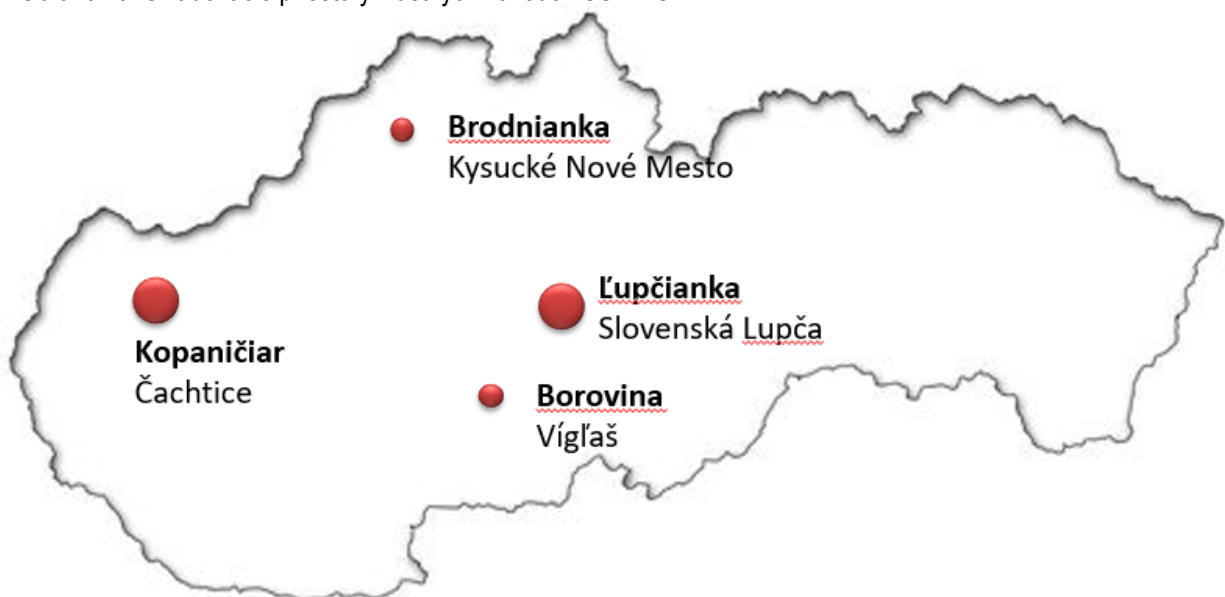 Brodnianka
Kysucké Nové Mesto
Ľupčianka
Slovenská Lupča
Kopaničiar
Čachtice
Borovina
Vígľaš